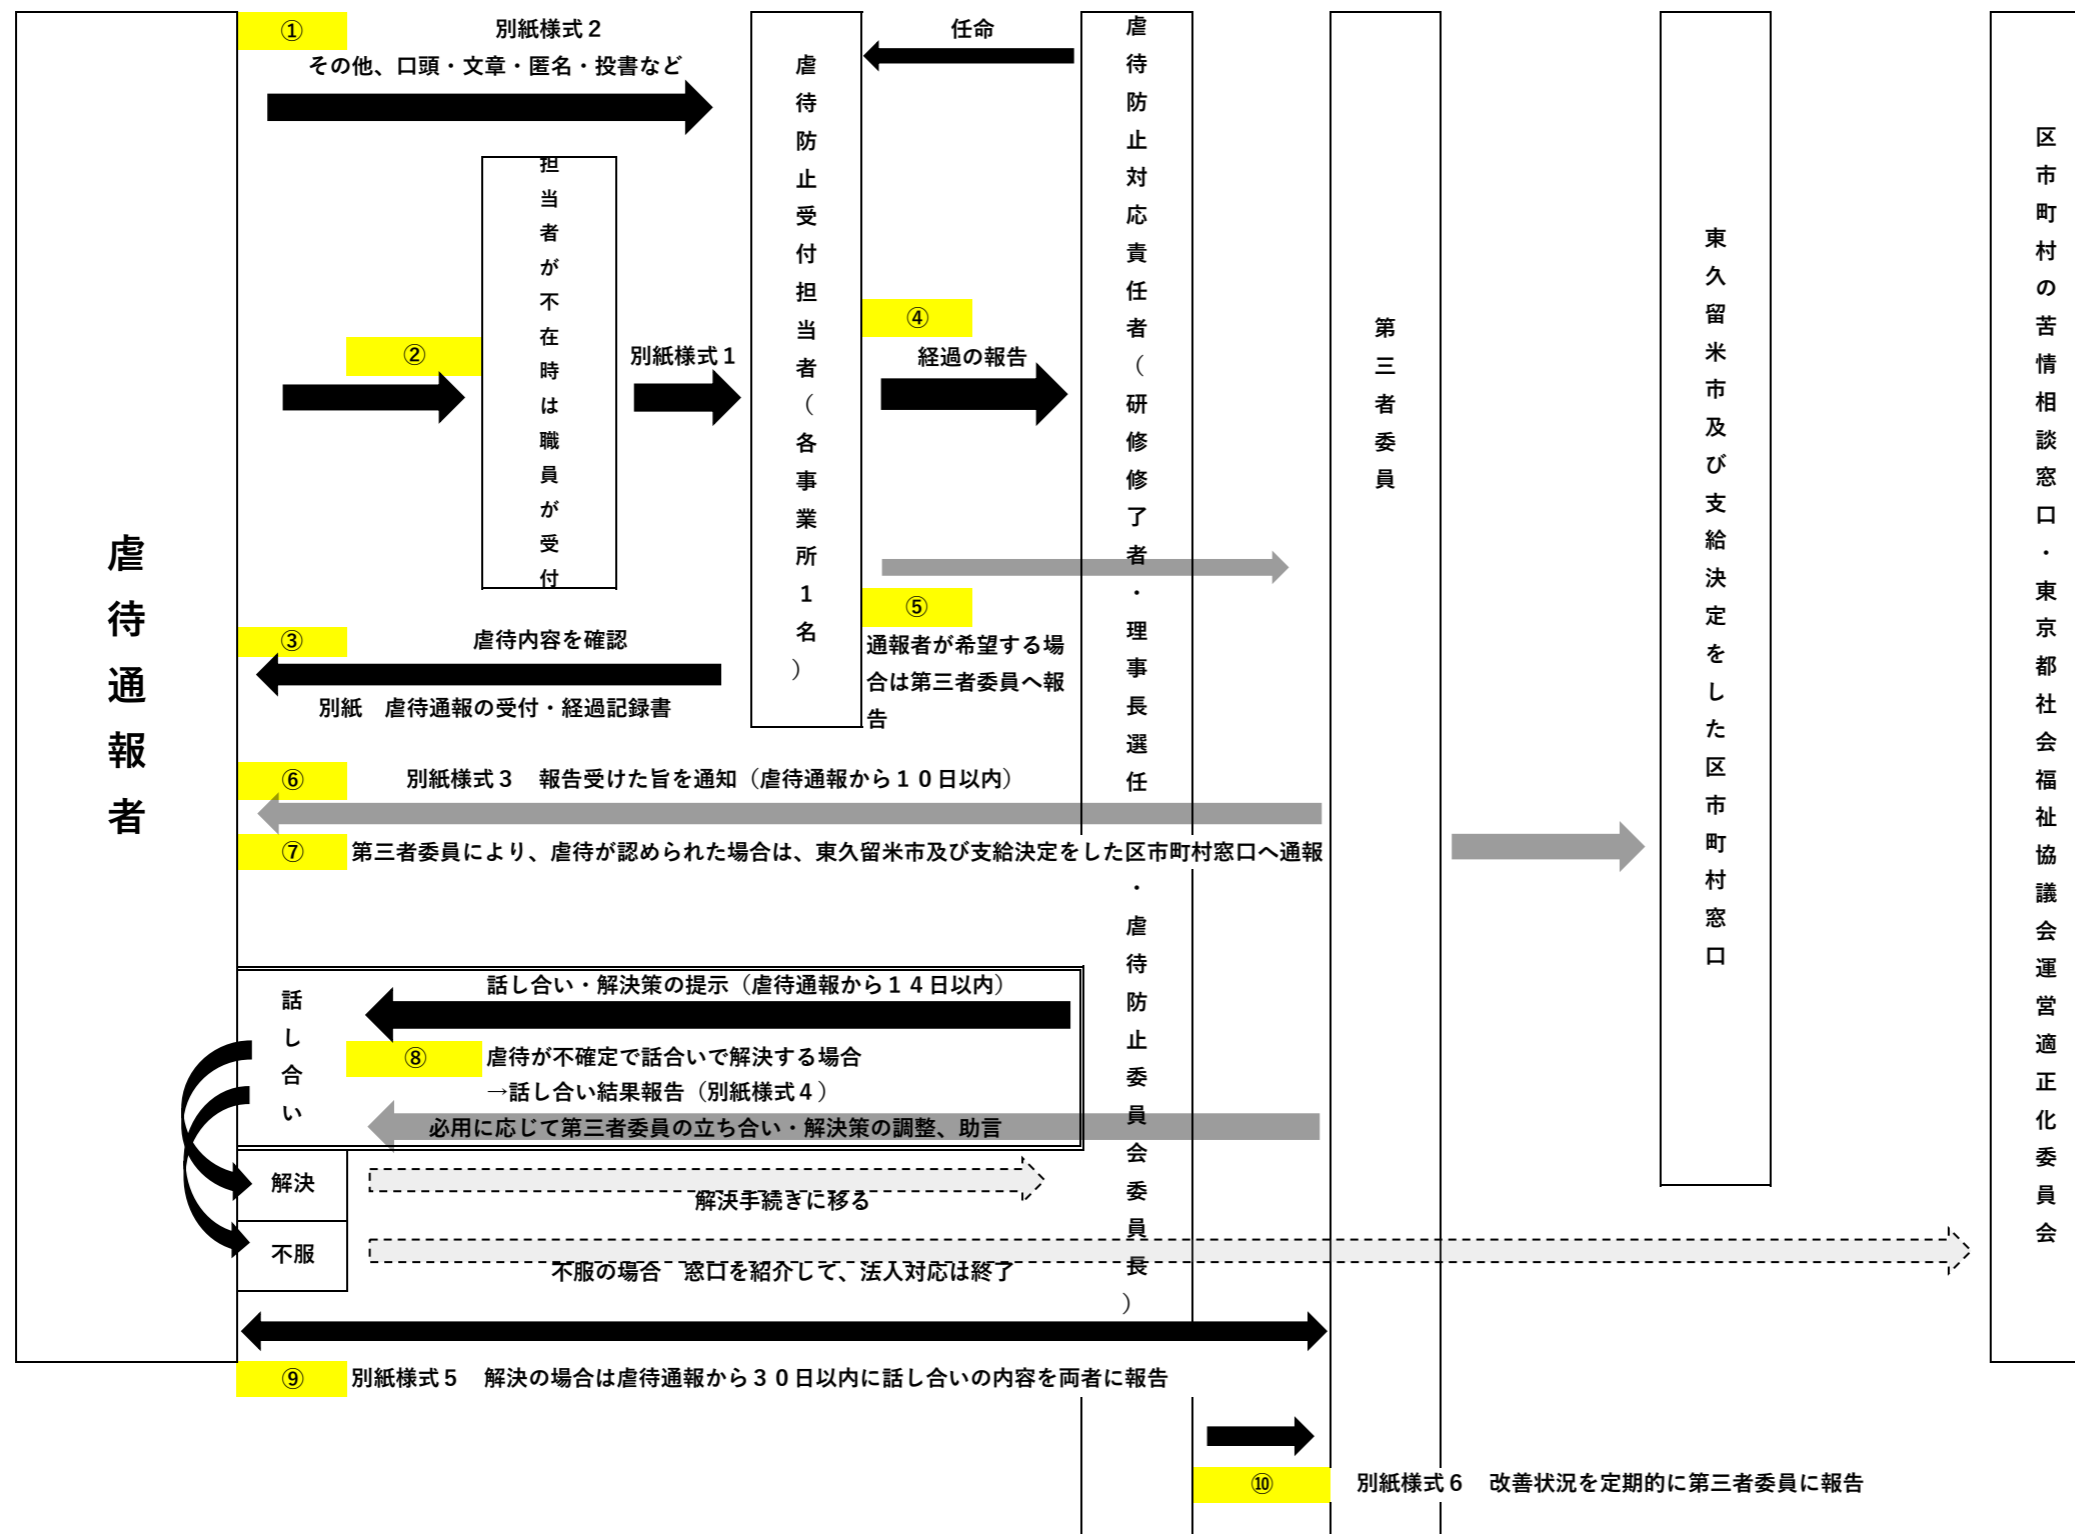 虐待通報者
①
別紙様式２
その他、口頭・文章・匿名・投書など
担当者が不在時は職員が受付
②
別紙様式１
虐待防止受付担当者（各事業所1名）
任命
④
経過の報告
虐待防止対応責任者（研修修了者・理事長選任・虐待防止委員会委員長）
⑤
通報者が希望する場
合は第三者委員へ報
告
第三者委員
東久留米市及び支給決定をした区市町村窓口
区市町村の苦情相談窓口・東京都社会福祉協議会運営適正化委員会
③
虐待内容を確認
別紙　虐待通報の受付・経過記録書
⑥
別紙様式３　報告受けた旨を通知（虐待通報から１０日以内）
⑦
第三者委員により、虐待が認められた場合は、東久留米市及び支給決定をした区市町村窓口へ通報
話し合い
話し合い・解決策の提示（虐待通報から１４日以内）
⑧
虐待が不確定で話合いで解決する場合
→話し合い結果報告（別紙様式４）
必用に応じて第三者委員の立ち合い・解決策の調整、助言
解決
解決手続きに移る
不服
不服の場合　窓口を紹介して、法人対応は終了
⑨
別紙様式５　解決の場合は虐待通報から３０日以内に話し合いの内容を両者に報告
⑩
別紙様式６　改善状況を定期的に第三者委員に報告